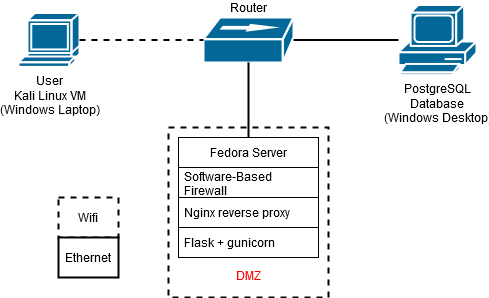 Router
User
Kali Linux VM
(Windows Laptop)
PostgreSQL
Database
(Windows Desktop
Fedora Server
Software-Based
Firewall
Nginx reverse proxy
Flask + gunicorn
DMZ
Wifi
Ethernet